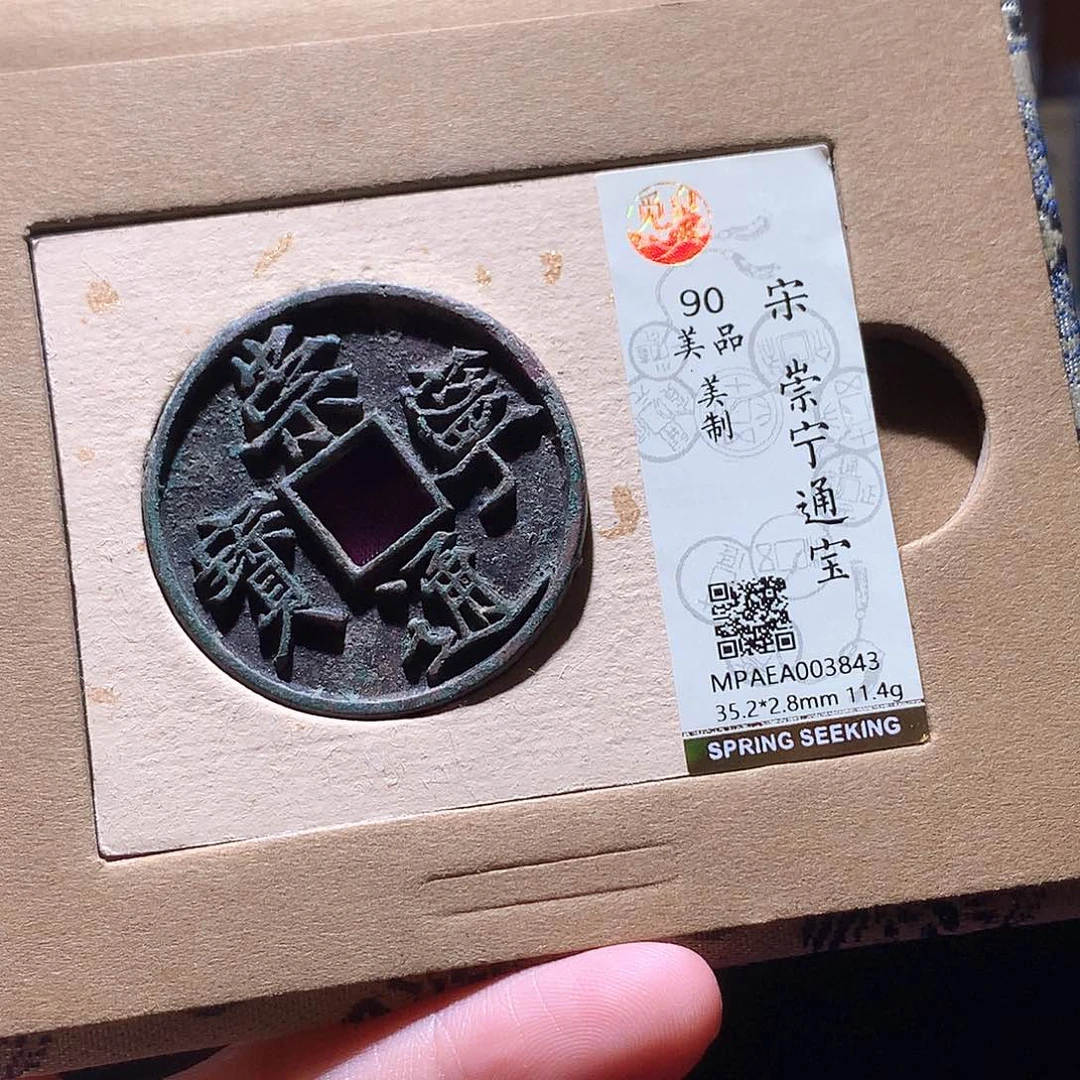 崇寧通寶
觅
宋 崇宁通宝
90
美品
美制
MPAEA003843
35.2*2.8mm 11.4g
SPRING SEEKING